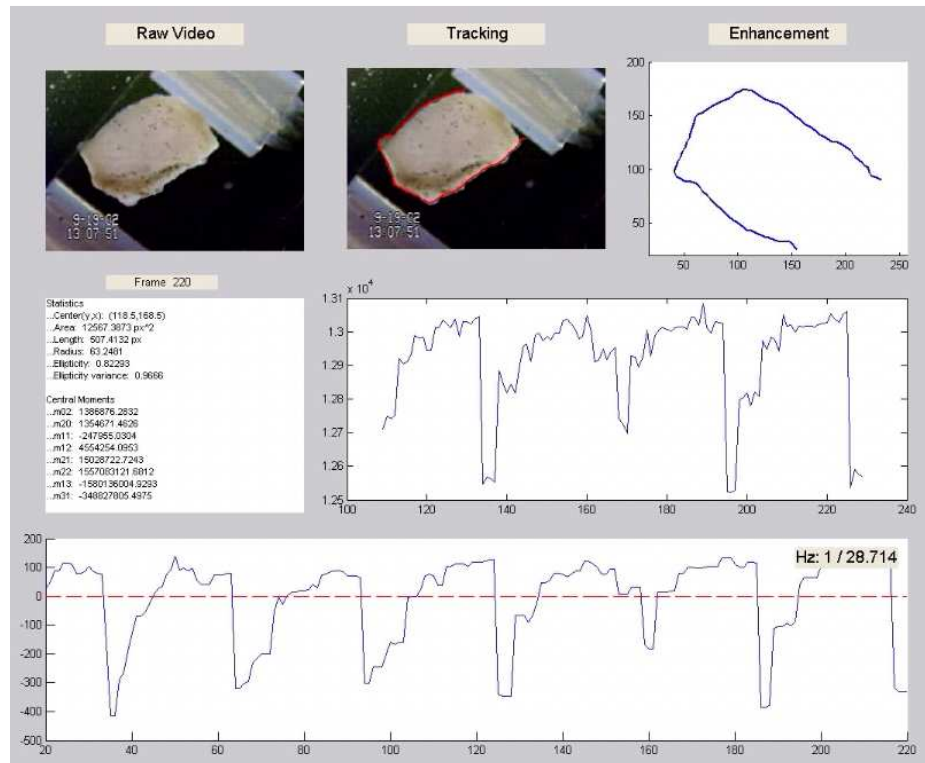 Raw Video
Tracking
Enhancement
9-19-02
13 07 51
9-19-02
13 07 51
200
150
100
50
50
100
150
200
250
Frame 220
Statistics
...Center(y,x): (118.5,168.5)
...Area: 12567.3873 px^2
...Length: 507.4132 px
...Radius: 63.2481
...Ellipticity: 0.82293
...Ellipticity variance: 0.9666
Central Moments
...m02: 1386876.2832
...m20: 1354671.4626
...m11: -247955.0304
...m12: 4554254.0953
...m21: 15028722.7243
...m22: 1557083121.6812
...m13: -1580136004.9293
...m31: -348827805.4975
x 10^4
1.31
1.3
1.29
1.28
1.27
1.26
1.25
100
120
140
160
180
200
220
240
Hz: 1 / 28.714
200
100
0
-100
-200
-300
-400
-500
20
40
60
80
100
120
140
160
180
200
220